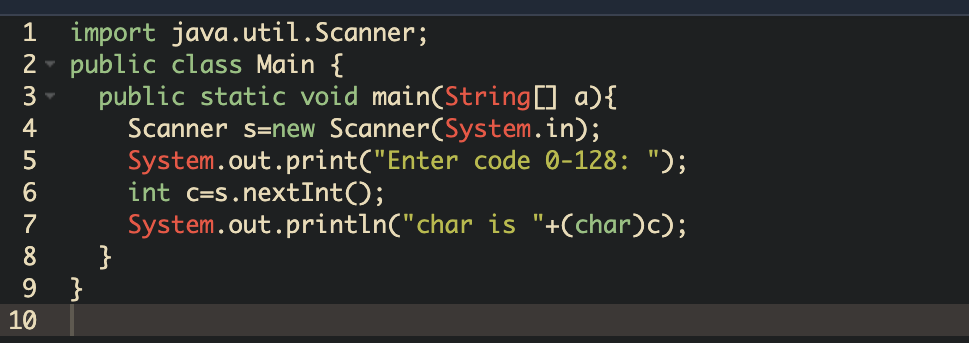 1 import java.util.Scanner;
2 public class Main {
3 public static void main(String[] a){
4 Scanner s=new Scanner(System.in);
5 System.out.print("Enter code 0-128: ");
6 int c=s.nextInt();
7 System.out.println("char is "+(char)c);
8 }
9 }
10